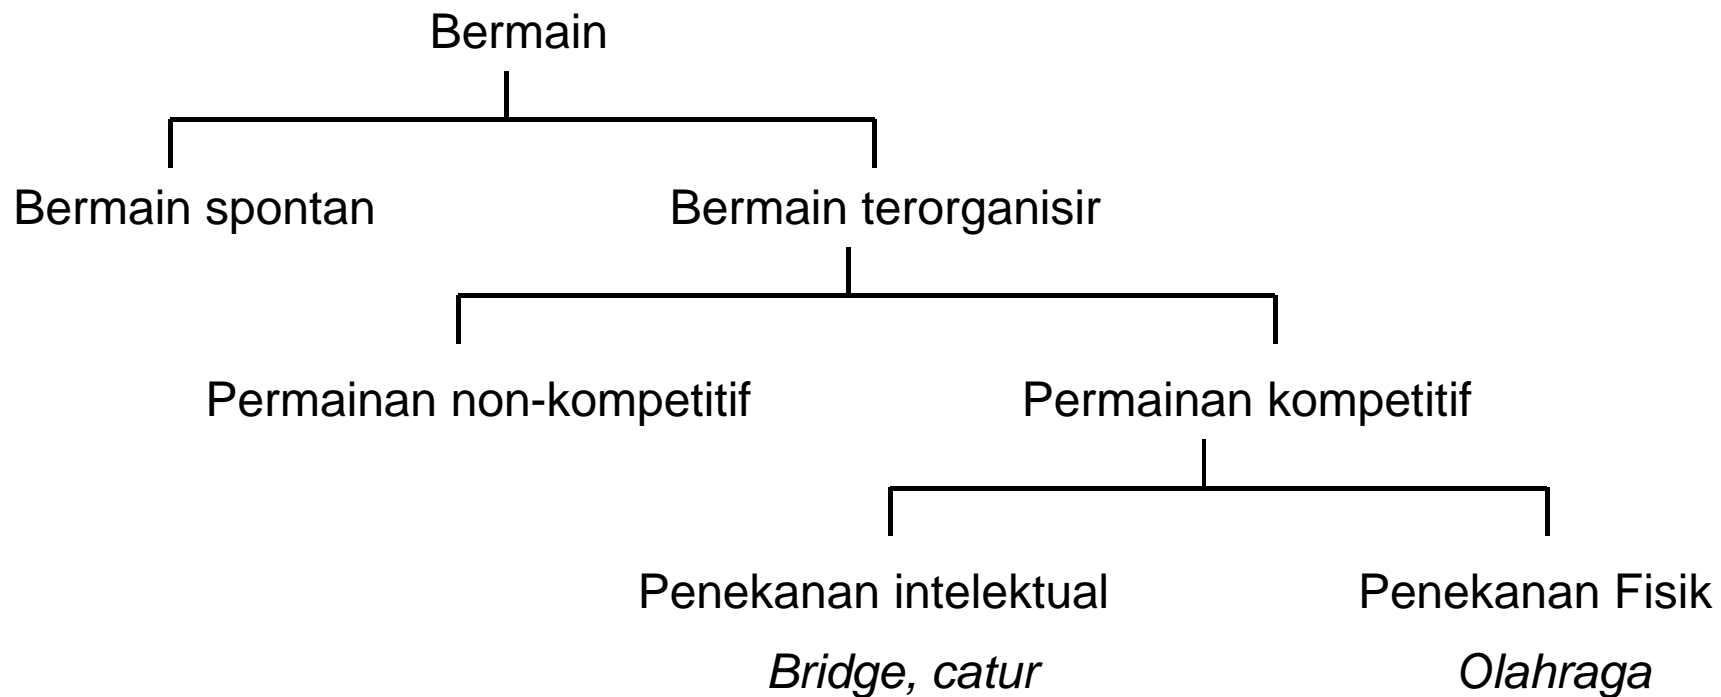 Bermain
Bermain spontan
Bermain terorganisir
Permainan non-kompetitif
Permainan kompetitif
Penekanan intelektual
Bridge, catur
Penekanan Fisik
Olahraga